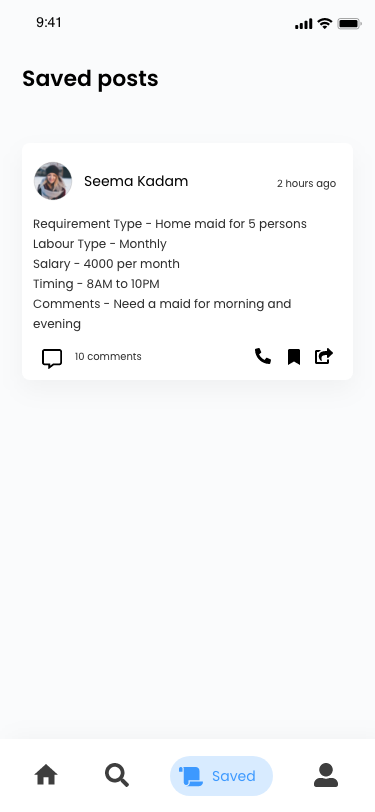 9:41
Saved posts
Seema Kadam
2 hours ago
Requirement Type - Home maid for 5 persons
Labour Type - Monthly
Salary - 4000 per month
Timing - 8AM to 10PM
Comments - Need a maid for morning and
evening
10 comments
Saved